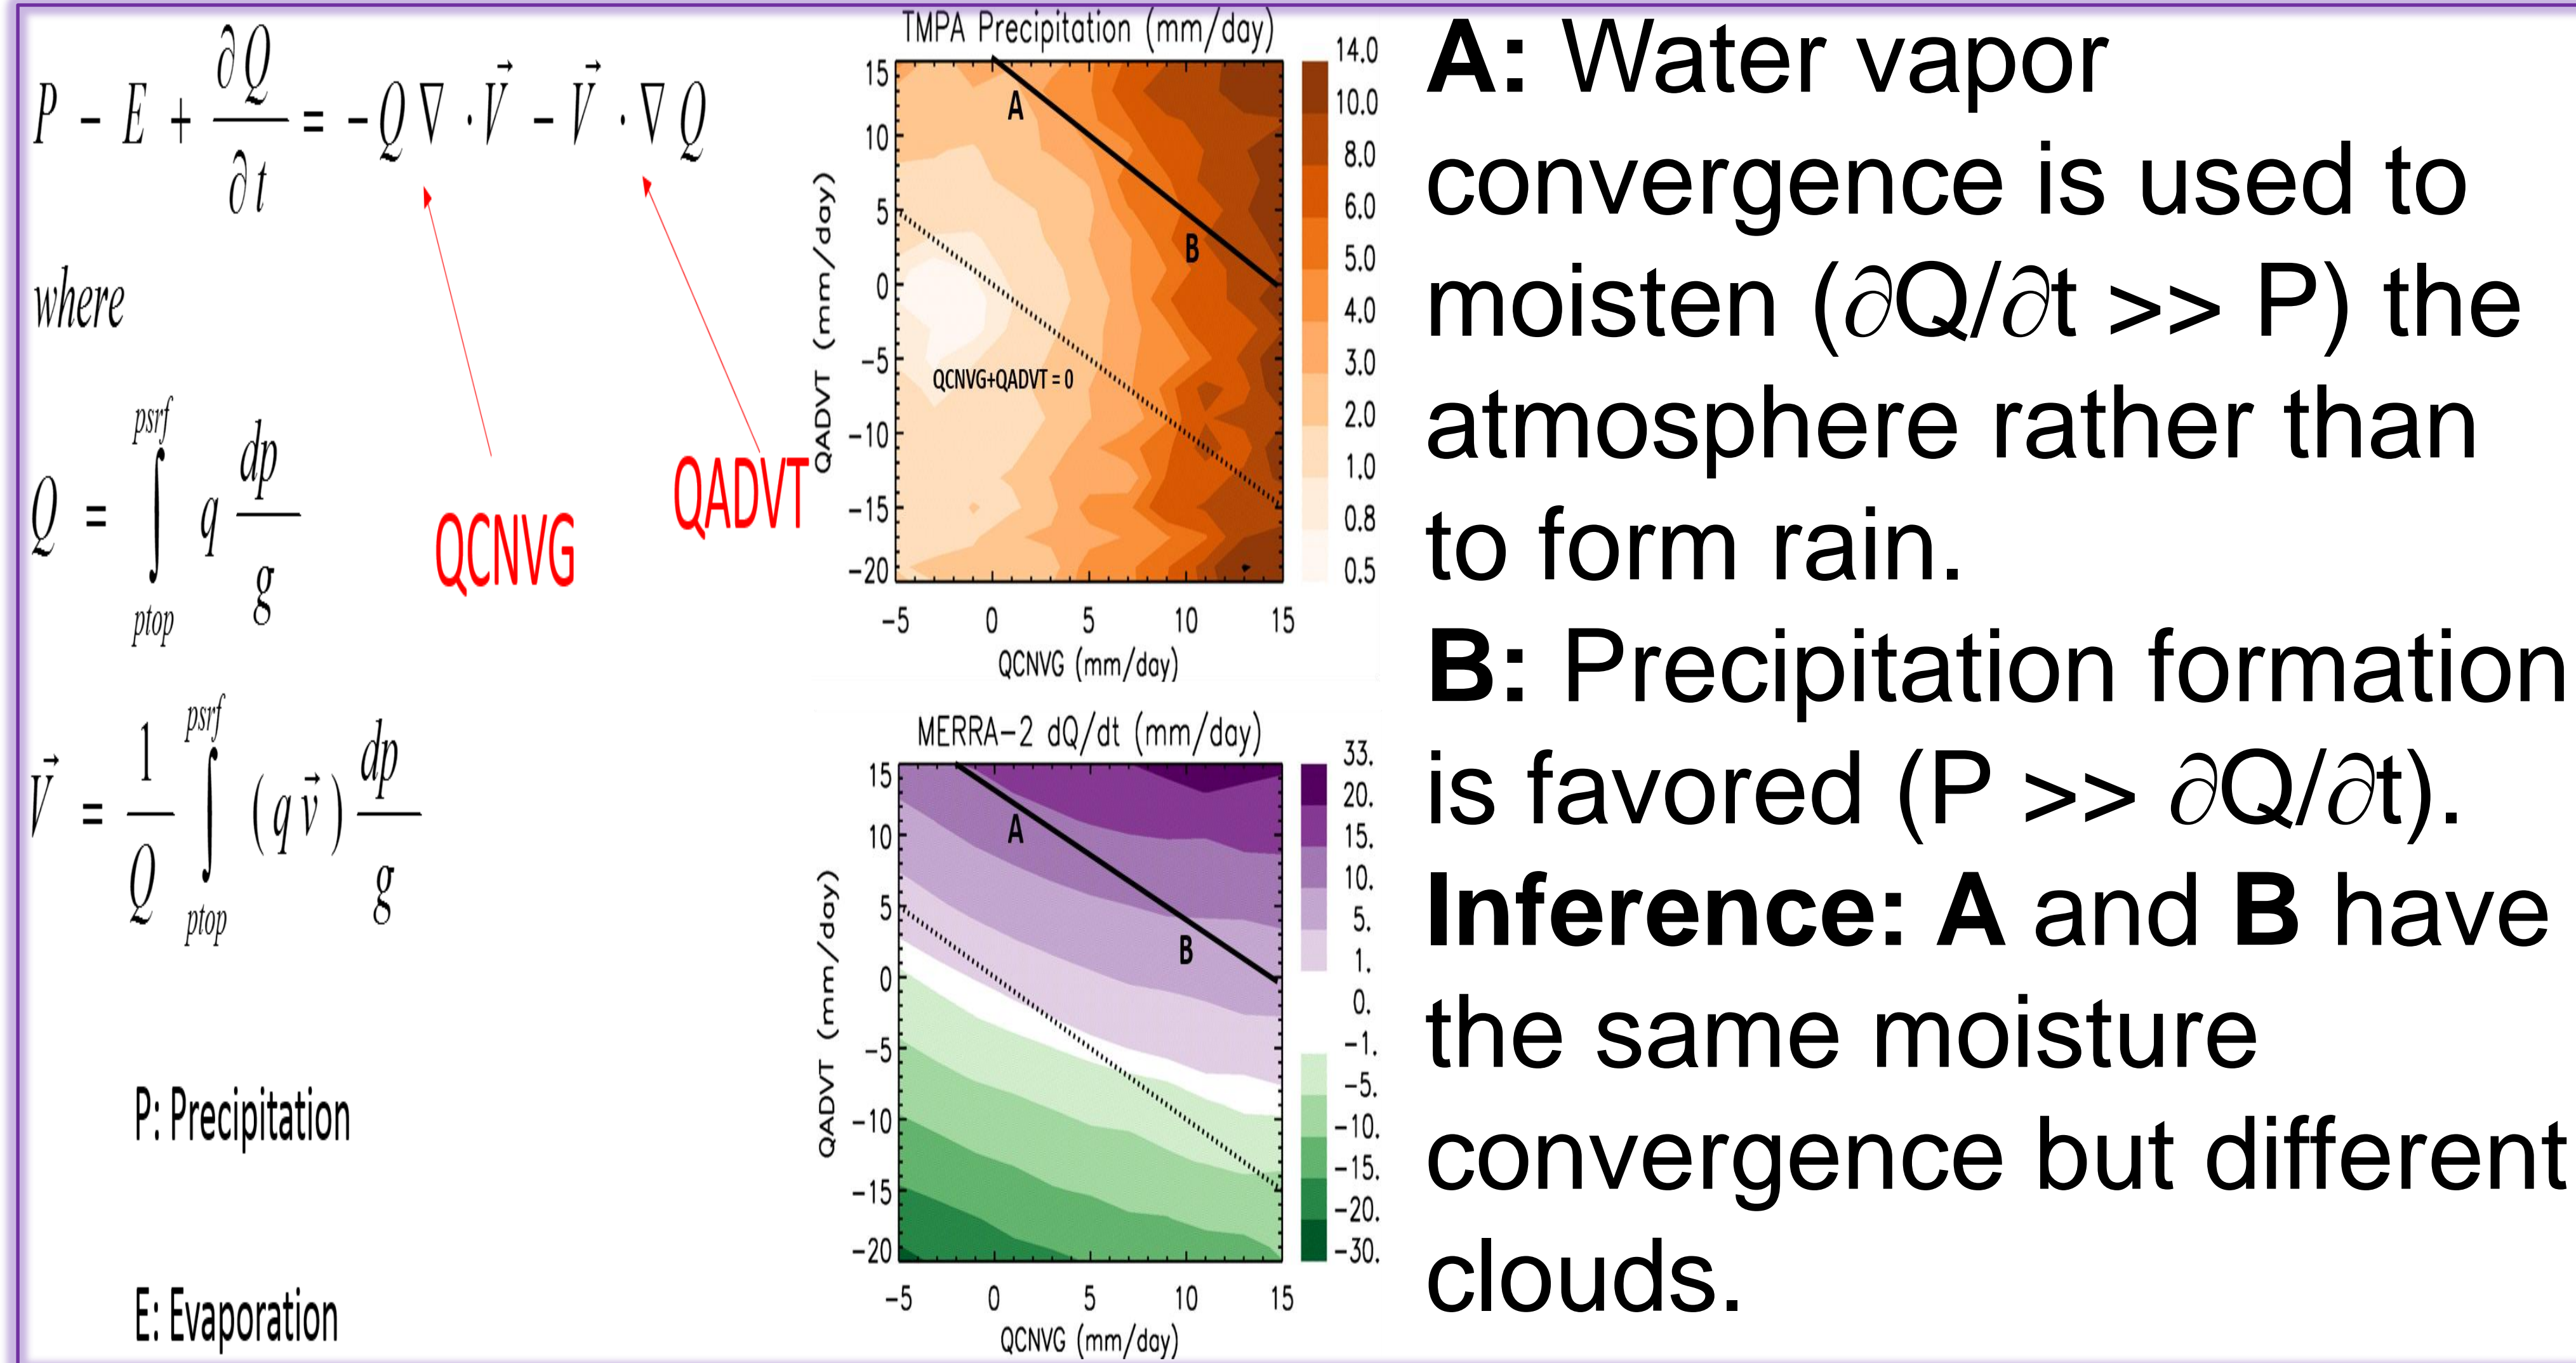 P − E + ∂Q/∂t = −Q∇·V⃗ − V⃗·∇Q
where
Q = ∫ptop^psrf q dp/g
V⃗ = 1/Q ∫ptop^psrf (q v⃗) dp/g
QCNVG
QADVT
P: Precipitation
E: Evaporation
TMPA Precipitation (mm/day)
15
10
5
0
−5
−10
−15
−20
QADVT (mm/day)
A
B
QCNVG+QADVT = 0
−5 0 5 10 15
QCNVG (mm/day)
14.0
10.0
8.0
6.0
5.0
4.0
3.0
2.0
1.0
0.8
0.5
MERRA−2 dQ/dt (mm/day)
15
10
5
0
−5
−10
−15
−20
QADVT (mm/day)
A
B
−5 0 5 10 15
QCNVG (mm/day)
33.
20.
15.
10.
5.
1.
0.
−1.
−5.
−10.
−15.
−20.
−30.
A: Water vapor
convergence is used to
moisten (∂Q/∂t >> P) the
atmosphere rather than
to form rain.
B: Precipitation formation
is favored (P >> ∂Q/∂t).
Inference: A and B have
the same moisture
convergence but different
clouds.